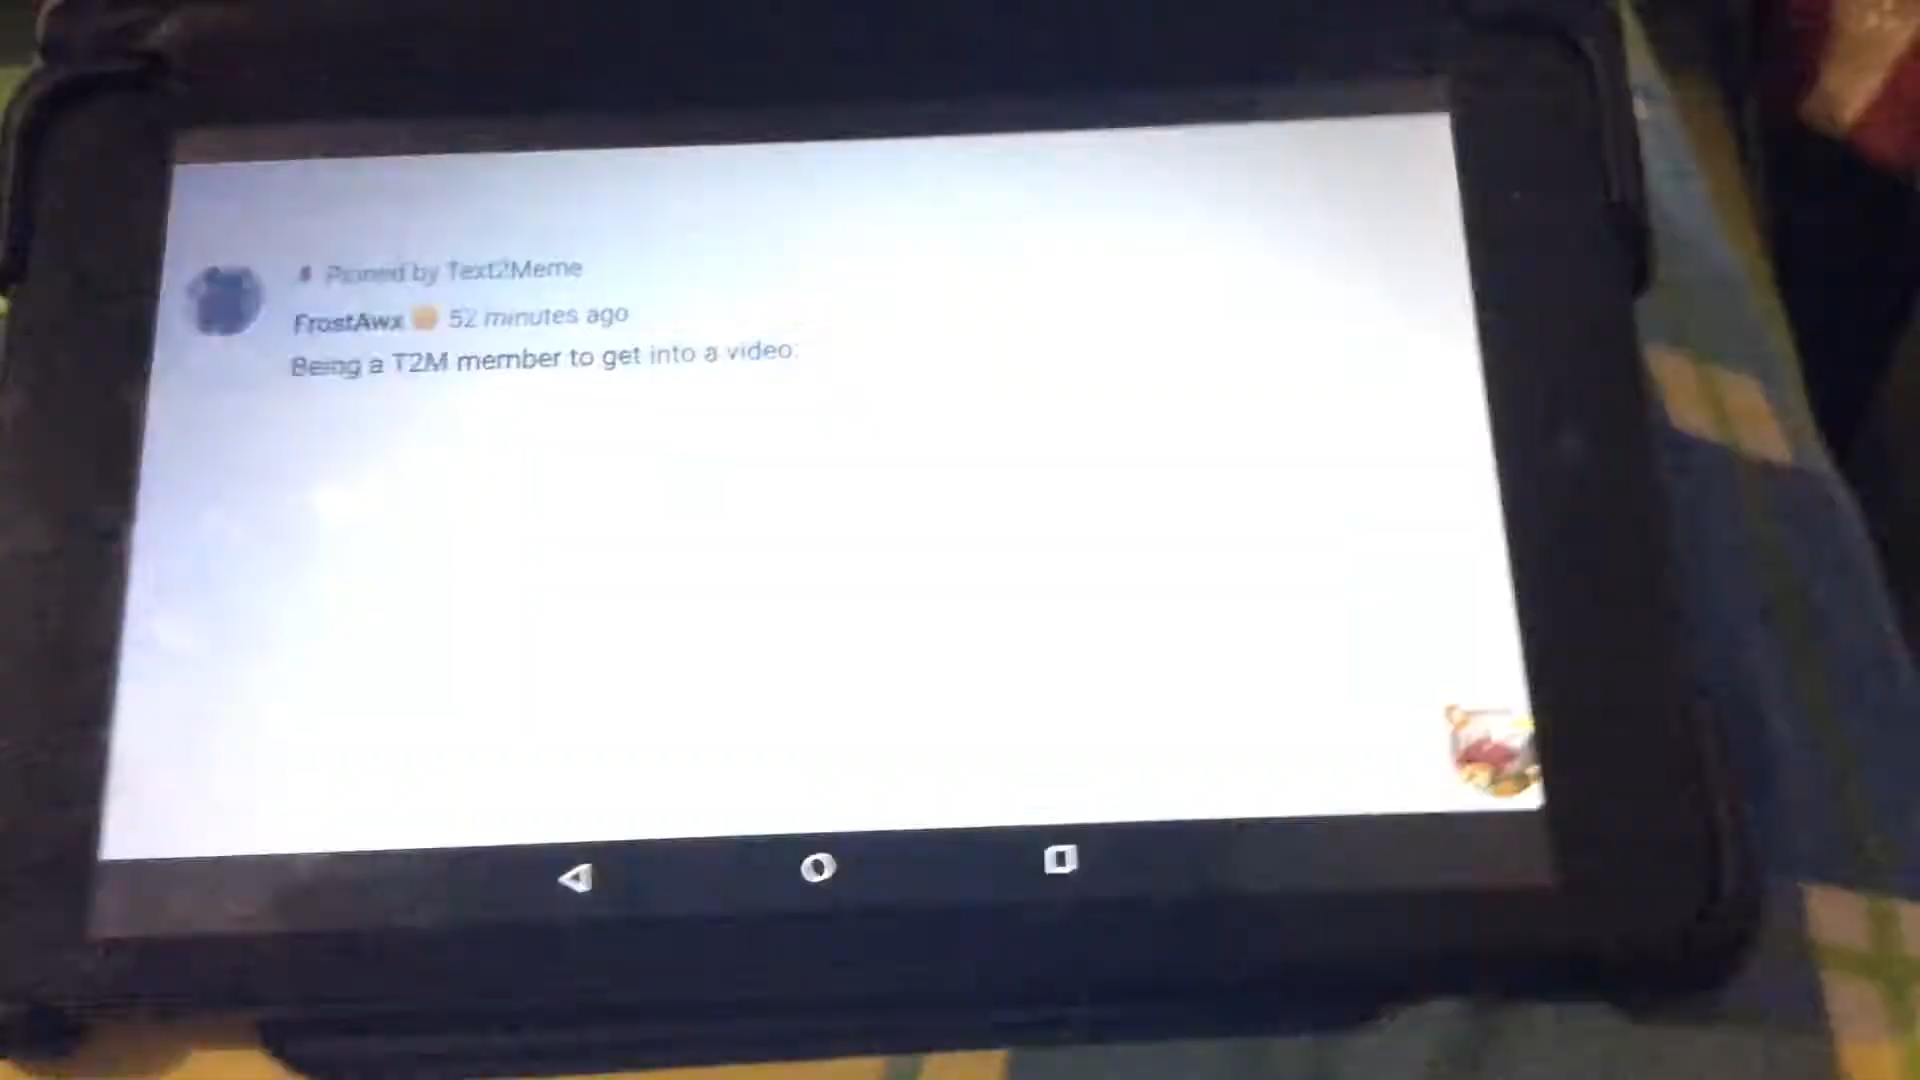 Pinned by Text2Meme
FrostAwx 52 minutes ago
Being a T2M member to get into a video: